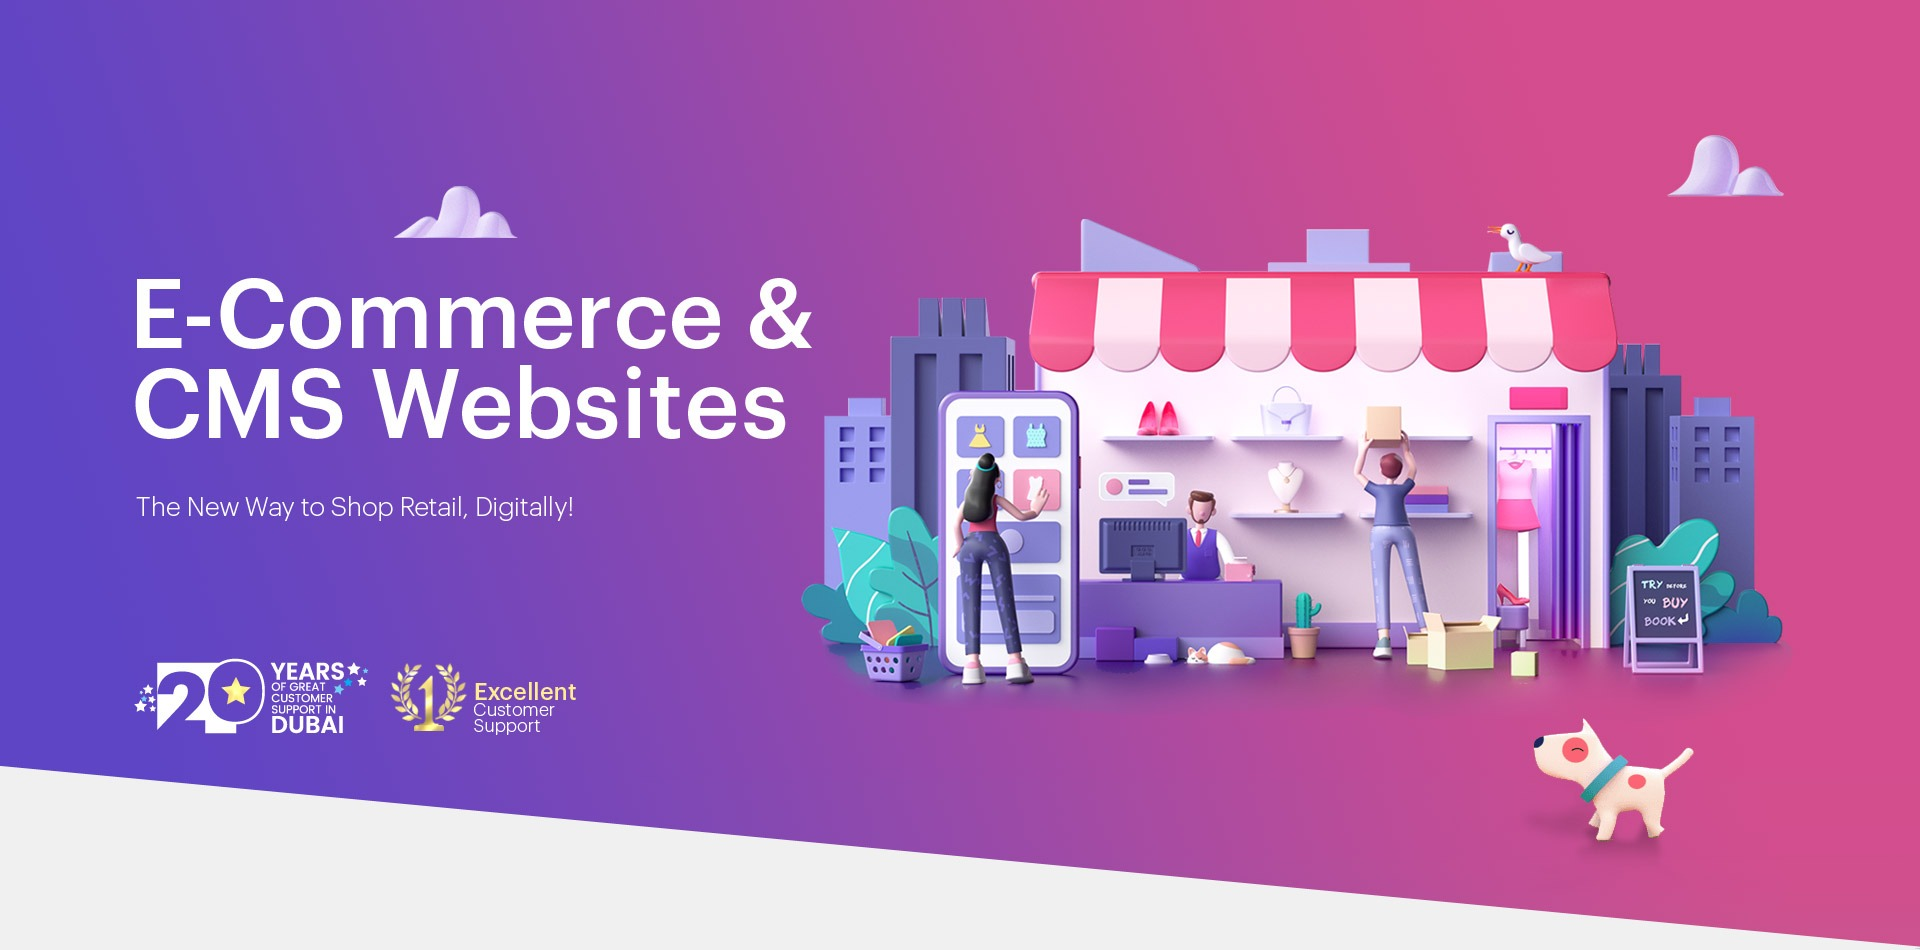 E-Commerce &
CMS Websites
The New Way to Shop Retail, Digitally!
20
YEARS
OF GREAT
CUSTOMER
SUPPORT IN
DUBAI
1
Excellent
Customer
Support
TRY BEFORE
YOU BUY
BOOK